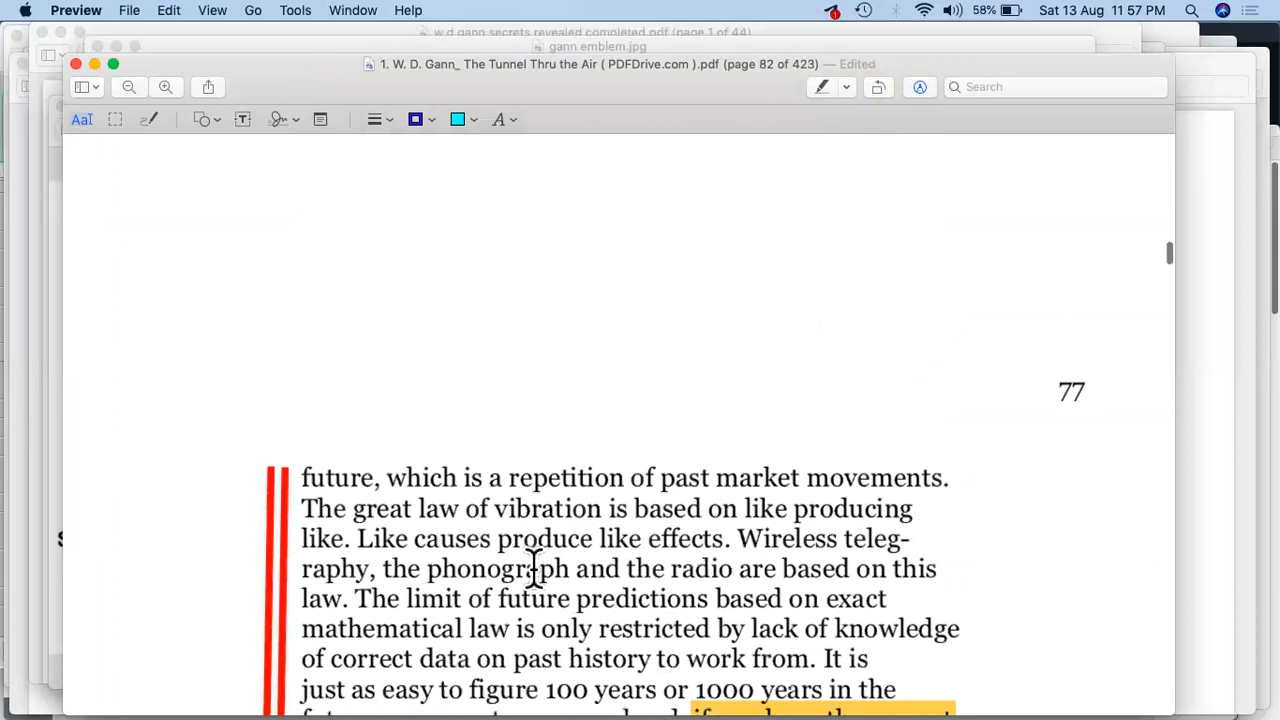 Preview File Edit View Go Tools Window Help 1 58% Sat 13 Aug 11:57 PM
w d gann secrets revealed completed.pdf (page 1 of 44)
gann emblem.jpg
1. W. D. Gann_ The Tunnel Thru the Air ( PDFDrive.com ).pdf (page 82 of 423) — Edited
Search
AaI T A
77
future, which is a repetition of past market movements.
The great law of vibration is based on like producing
like. Like causes produce like effects. Wireless teleg-
raphy, the phonograph and the radio are based on this
law. The limit of future predictions based on exact
mathematical law is only restricted by lack of knowledge
of correct data on past history to work from. It is
just as easy to figure 100 years or 1000 years in the